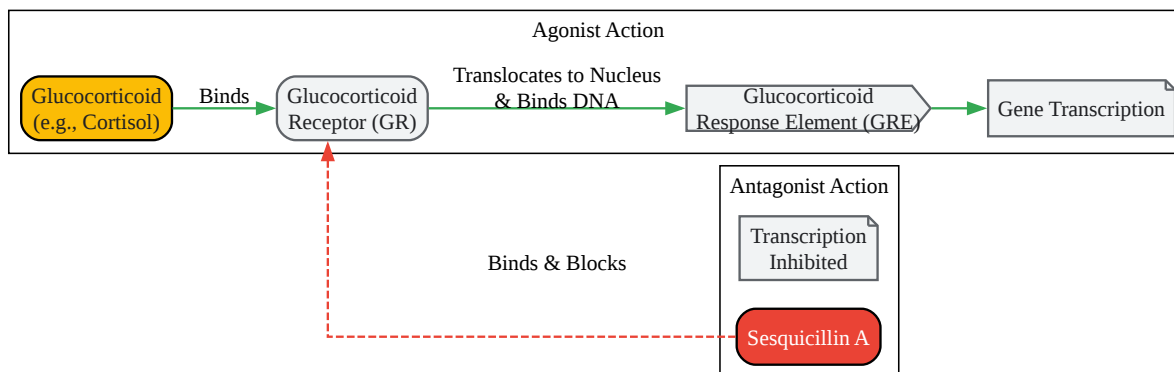 Agonist Action
Glucocorticoid
(e.g., Cortisol)
Binds
Glucocorticoid
Receptor (GR)
Translocates to Nucleus
& Binds DNA
Glucocorticoid
Response Element (GRE)
Gene Transcription
Antagonist Action
Transcription
Inhibited
Binds & Blocks
Sesquicillin A